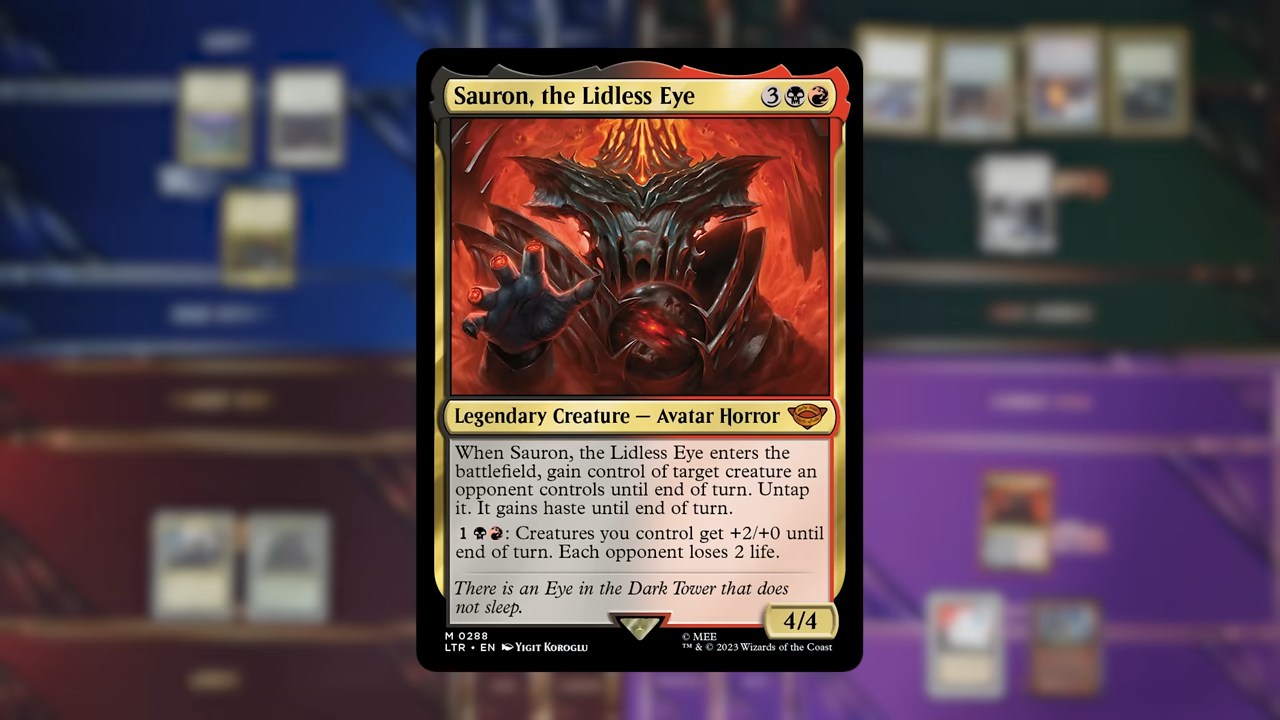 Sauron, the Lidless Eye 3
Legendary Creature — Avatar Horror
When Sauron, the Lidless Eye enters the
battlefield, gain control of target creature an
opponent controls until end of turn. Untap
it. It gains haste until end of turn.
1 : Creatures you control get +2/+0 until
end of turn. Each opponent loses 2 life.
There is an Eye in the Dark Tower that does
not sleep.
4/4
M 0288
LTR • EN Yigit Koroglu
© MEE
™ & © 2023 Wizards of the Coast